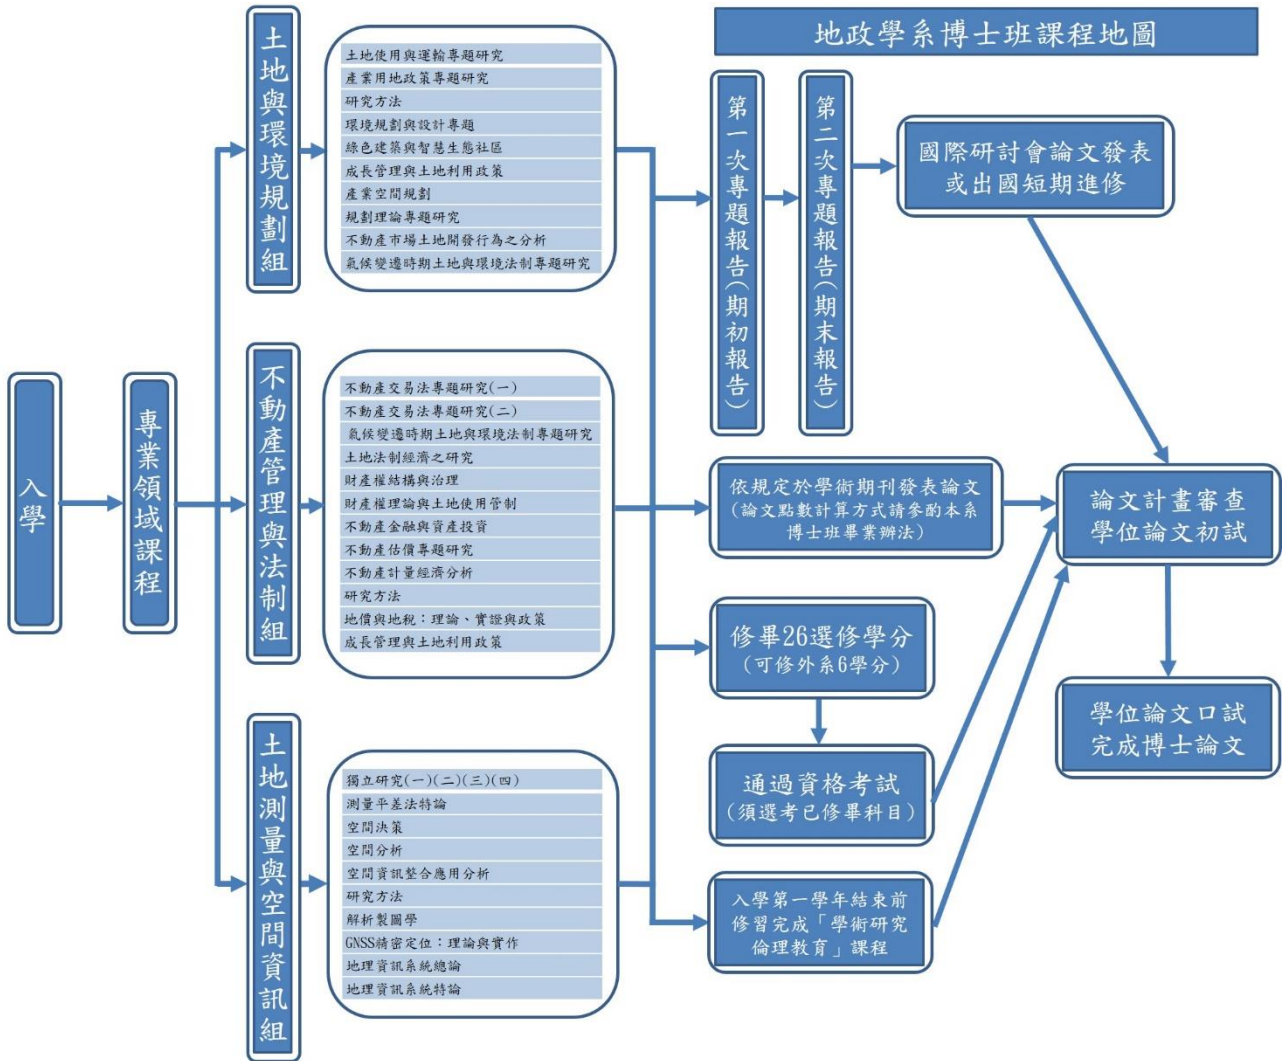 地政學系博士班課程地圖
入學
專業領域課程
土地與環境規劃組
土地使用與運輸專題研究
產業用地政策專題研究
研究方法
環境規劃與設計專題
綠色建築與智慧生態社區
成長管理與土地利用政策
產業空間規劃
規劃理論專題研究
不動產市場土地開發行為之分析
氣候變遷時期土地與環境法制專題研究
不動產管理與法制組
不動產交易法專題研究(一)
不動產交易法專題研究(二)
氣候變遷時期土地與環境法制專題研究
土地法制經濟之研究
財產權結構與治理
財產權理論與土地使用管制
不動產金融與資產投資
不動產估價專題研究
不動產計量經濟分析
研究方法
地價與地稅：理論、實證與政策
成長管理與土地利用政策
土地測量與空間資訊組
獨立研究(一)(二)(三)(四)
測量平差法特論
空間決策
空間分析
空間資訊整合應用分析
研究方法
解析製圖學
GNSS精密定位：理論與實作
地理資訊系統總論
地理資訊系統特論
第一次專題報告(期初報告)
第二次專題報告(期末報告)
國際研討會論文發表
或出國短期進修
依規定於學術期刊發表論文
(論文點數計算方式請參酌本系
博士班畢業辦法)
修畢26選修學分
(可修外系6學分)
通過資格考試
(須選考已修畢科目)
入學第一學年結束前
修習完成「學術研究
倫理教育」課程
論文計畫審查
學位論文初試
學位論文口試
完成博士論文